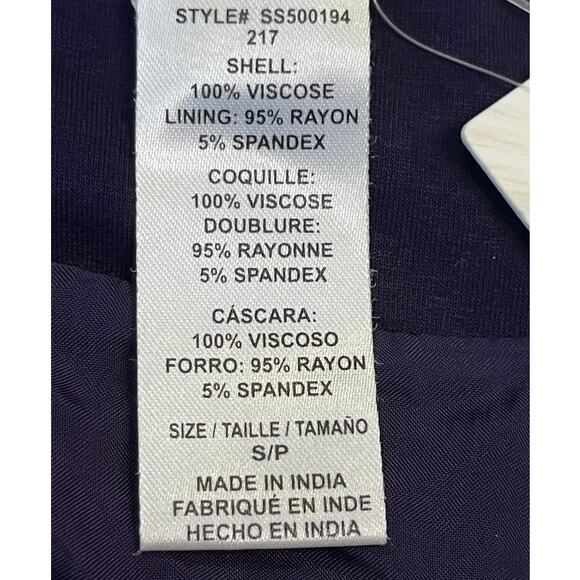 STYLE# SS500194
217
SHELL:
100% VISCOSE
LINING: 95% RAYON
5% SPANDEX
COQUILLE:
100% VISCOSE
DOUBLURE:
95% RAYONNE
5% SPANDEX
CÁSCARA:
100% VISCOSO
FORRO: 95% RAYON
5% SPANDEX
SIZE / TAILLE / TAMAÑO
S/P
MADE IN INDIA
FABRIQUÉ EN INDE
HECHO EN INDIA